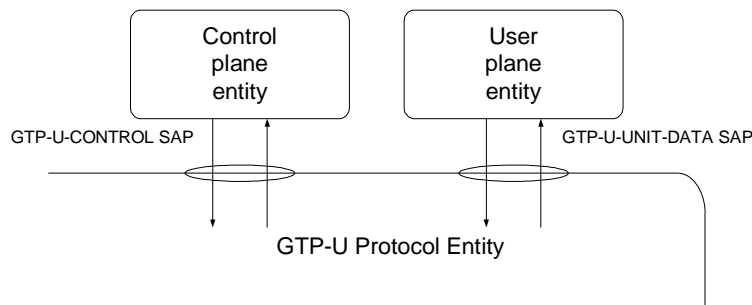 Control
plane
entity
User
plane
entity
GTP-U-CONTROL SAP
GTP-U-UNIT-DATA SAP
GTP-U Protocol Entity